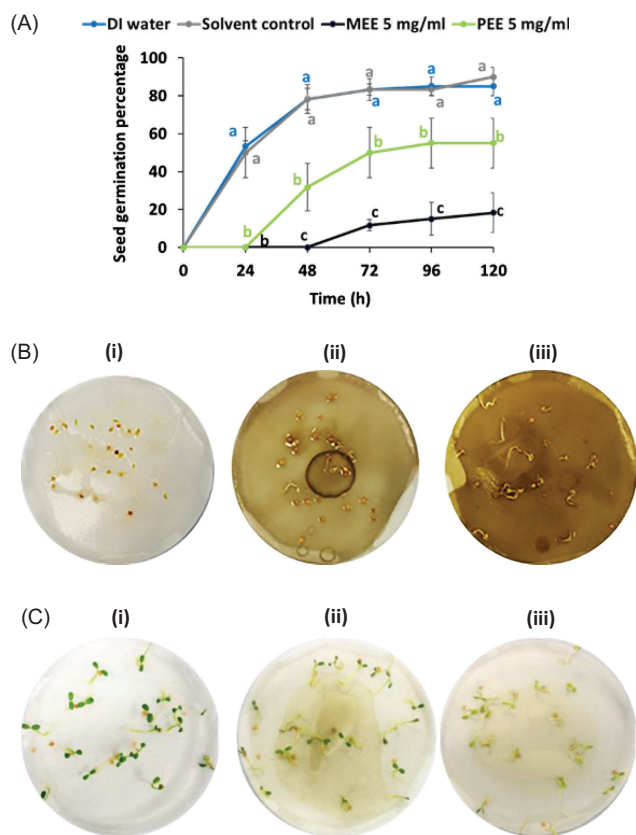 (A)
DI water Solvent control MEE 5 mg/ml PEE 5 mg/ml
Seed germination percentage
100
80
60
40
20
0
a a a a a
a a a a a
b b b b b
b c c c c
0 24 48 72 96 120
Time (h)
(B)
(i) (ii) (iii)
(C)
(i) (ii) (iii)